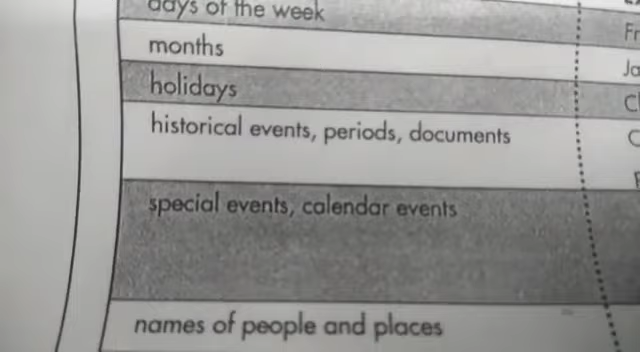 days of the week
months
holidays
historical events, periods, documents
special events, calendar events
names of people and places